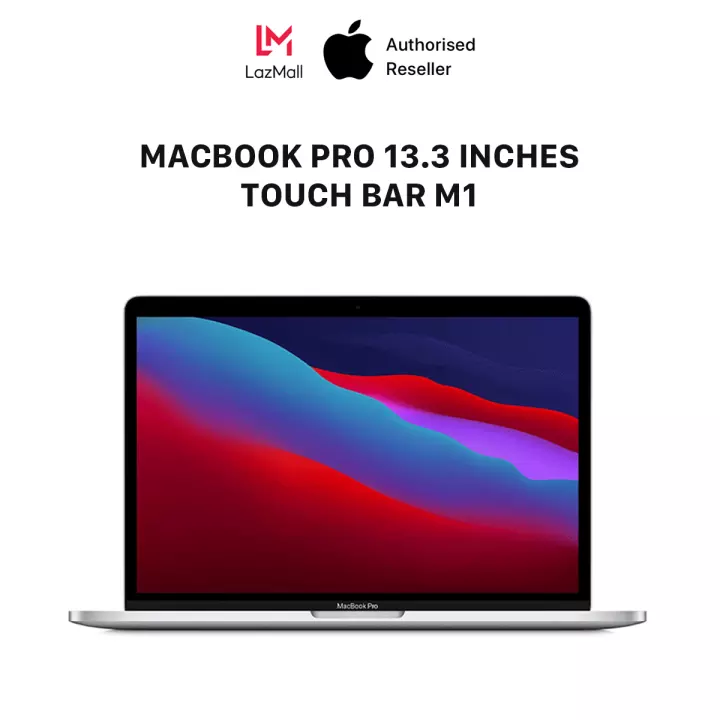 LazMall
Authorised
Reseller
MACBOOK PRO 13.3 INCHES
TOUCH BAR M1
MacBook Pro